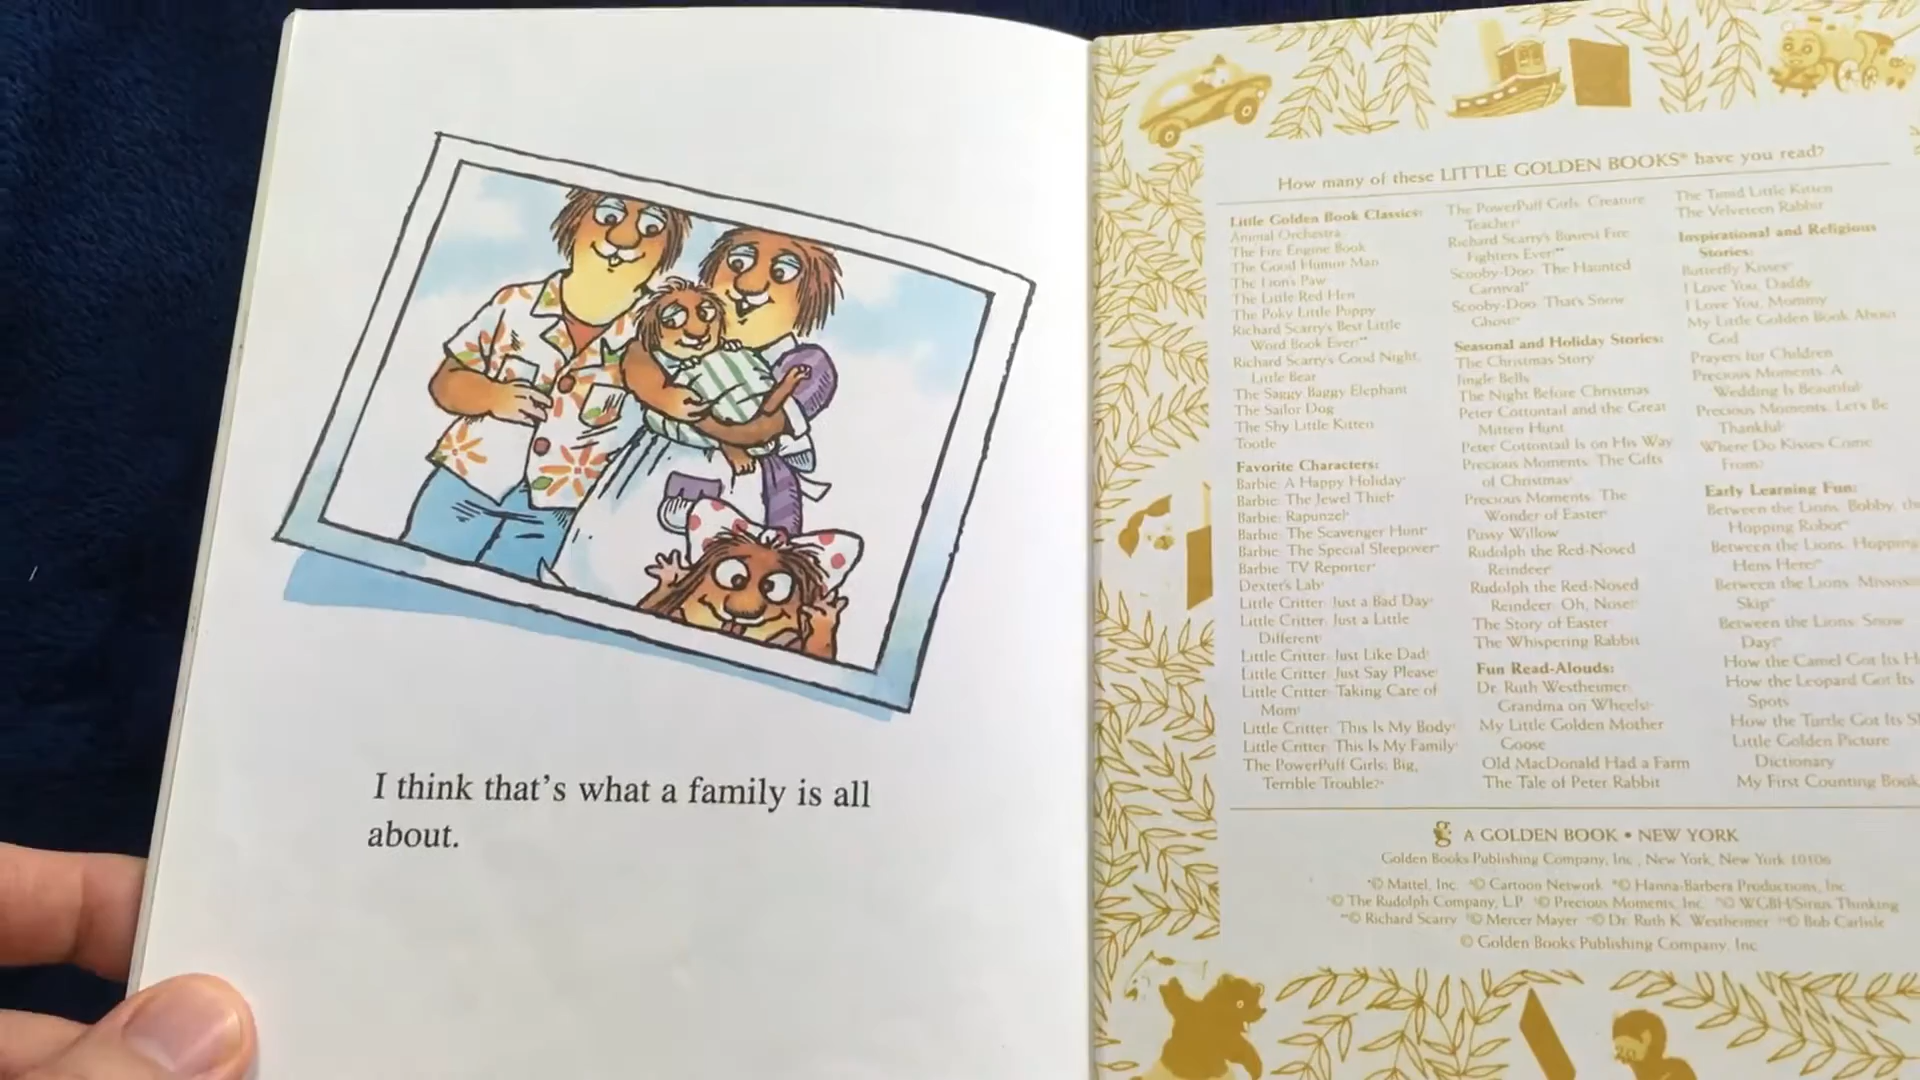 I think that's what a family is all
about.
How many of these LITTLE GOLDEN BOOKS® have you read?
Little Golden Book Classics:
Animal Orchestra
The Fire Engine Book
The Good Humor Man
The Lion's Paw
The Little Red Hen
The Poky Little Puppy
Richard Scarry's Best Little
Word Book Ever!
Richard Scarry's Good Night,
Little Bear
The Saggy Baggy Elephant
The Sailor Dog
The Shy Little Kitten
Tootle
Favorite Characters:
Barbie: A Happy Holiday
Barbie: The Jewel Thief
Barbie: Rapunzel
Barbie: The Scavenger Hunt
Barbie: The Special Sleepover
Barbie: TV Reporter
Dexter's Lab
Little Critter: Just a Bad Day
Little Critter: Just a Little
Different
Little Critter: Just Like Dad
Little Critter: Just Say Please
Little Critter: Taking Care of
Mom
Little Critter: This Is My Body
Little Critter: This Is My Family
The PowerPuff Girls: Big,
Terrible Trouble?
The PowerPuff Girls: Creature
Teacher
Richard Scarry's Busiest Fire
Fighters Ever!
Scooby-Doo: The Haunted
Carnival
Scooby-Doo: That's Snow
Ghost
Seasonal and Holiday Stories:
The Christmas Story
Jingle Bells
The Night Before Christmas
Peter Cottontail and the Great
Mitten Hunt
Peter Cottontail Is on His Way
Precious Moments: The Gifts
of Christmas
Precious Moments: The
Wonder of Easter
Pussy Willow
Rudolph the Red-Nosed
Reindeer
Rudolph the Red-Nosed
Reindeer: Oh, Nose!
The Story of Easter
The Whispering Rabbit
Fun Read-Alouds:
Dr. Ruth Westheimer:
Grandma on Wheels!
My Little Golden Mother
Goose
Old MacDonald Had a Farm
The Tale of Peter Rabbit
The Timid Little Kitten
The Velveteen Rabbit
Inspirational and Religious
Stories:
Butterfly Kisses
I Love You, Daddy
I Love You, Mommy
My Little Golden Book About
God
Prayers for Children
Precious Moments: A
Wedding Is Beautiful
Precious Moments: Let's Be
Thankful
Where Do Kisses Come
From?
Early Learning Fun:
Between the Lions: Bobby, the
Hopping Robot
Between the Lions: Hopping
Hens Here!
Between the Lions:
Skip
Between the Lions: Snow
Day!
How the Camel Got Its
How the Leopard Got Its
Spots
How the Turtle Got Its
Little Golden Picture
Dictionary
My First Counting Book
A GOLDEN BOOK • NEW YORK
Golden Books Publishing Company, Inc., New York, New York 10106
© Mattel, Inc. © Cartoon Network © Hanna-Barbera Productions, Inc.
© The Rudolph Company, L.P. © Precious Moments, Inc. © WGBH/Sirius Thinking
© Richard Scarry © Mercer Mayer © Dr. Ruth K. Westheimer © Bob Carlisle
© Golden Books Publishing Company, Inc.